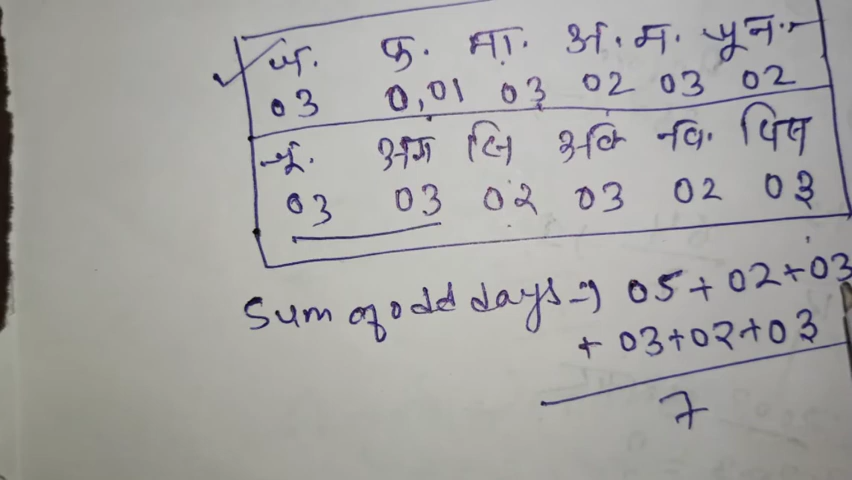 ज. फ. मा. अ. म. जून.
03 0,01 03 02 03 02
जु. अग सि अक्टि नवि. दिस
03 03 02 03 02 03
Sum of odd days → 05+02+03
+ 03+02+03
7